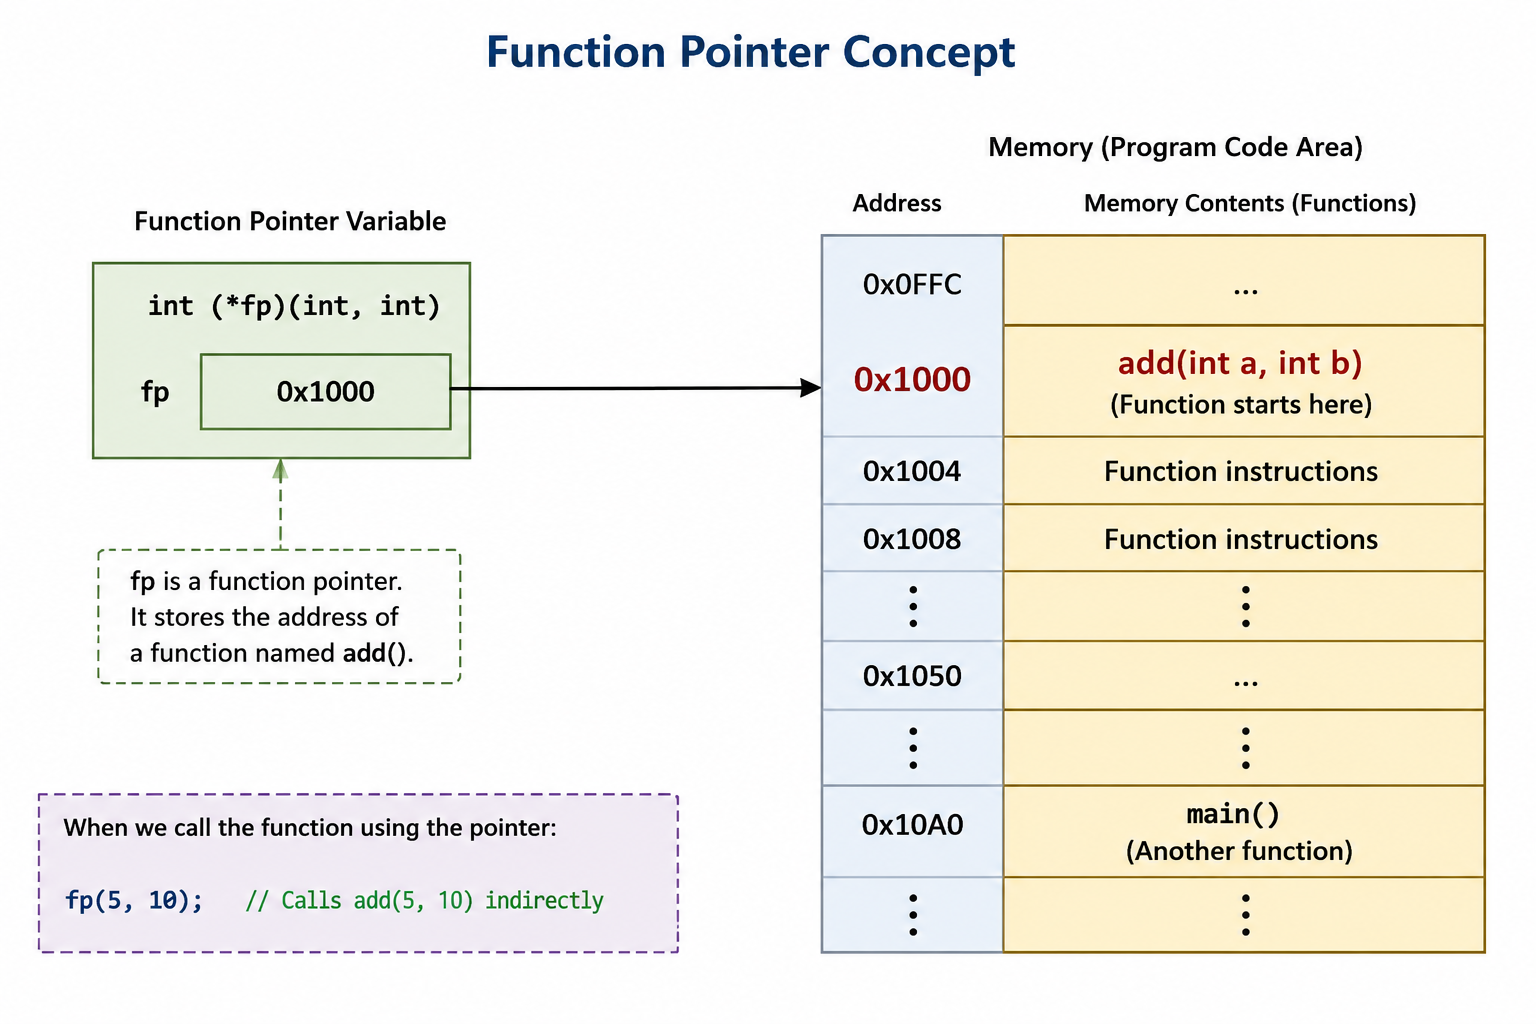 Function Pointer Concept
Function Pointer Variable
int (*fp)(int, int)
fp 0x1000
fp is a function pointer.
It stores the address of
a function named add().
When we call the function using the pointer:
fp(5, 10); // Calls add(5, 10) indirectly
Memory (Program Code Area)
Address Memory Contents (Functions)
0x0FFC ...
0x1000 add(int a, int b)
(Function starts here)
0x1004 Function instructions
0x1008 Function instructions
0x1050 ...
0x10A0 main()
(Another function)